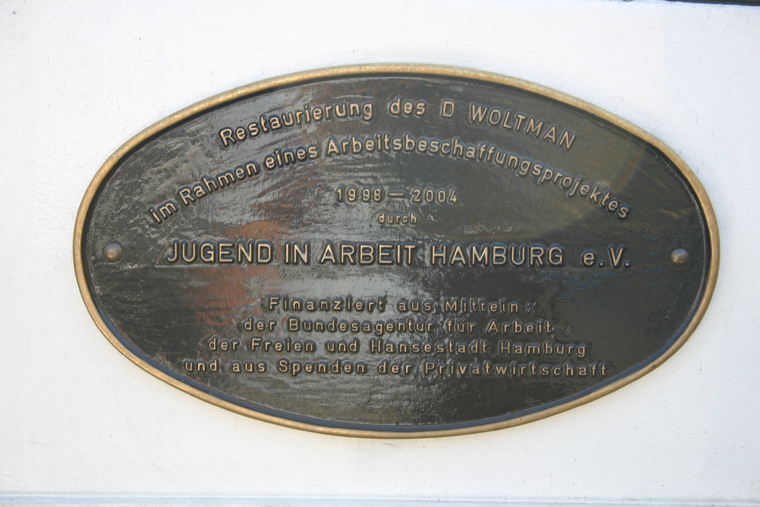 Restaurierung des D WOLTMAN
im Rahmen eines Arbeitsbeschaffungsprojektes
1998 – 2004
durch
JUGEND IN ARBEIT HAMBURG e.V.
Finanziert aus Mitteln:
der Bundesagentur für Arbeit,
der Freien und Hansestadt Hamburg
und aus Spenden der Privatwirtschaft